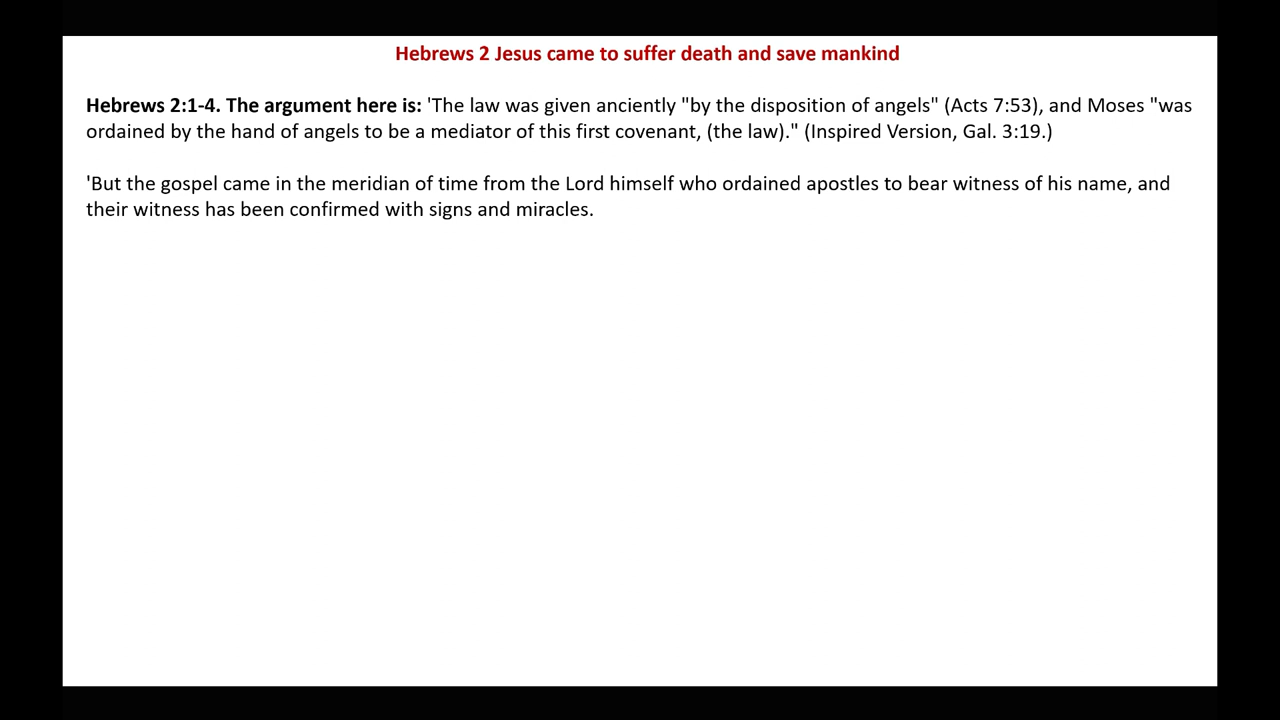 Hebrews 2 Jesus came to suffer death and save mankind
Hebrews 2:1-4. The argument here is: 'The law was given anciently "by the disposition of angels" (Acts 7:53), and Moses "was
ordained by the hand of angels to be a mediator of this first covenant, (the law)." (Inspired Version, Gal. 3:19.)
'But the gospel came in the meridian of time from the Lord himself who ordained apostles to bear witness of his name, and
their witness has been confirmed with signs and miracles.